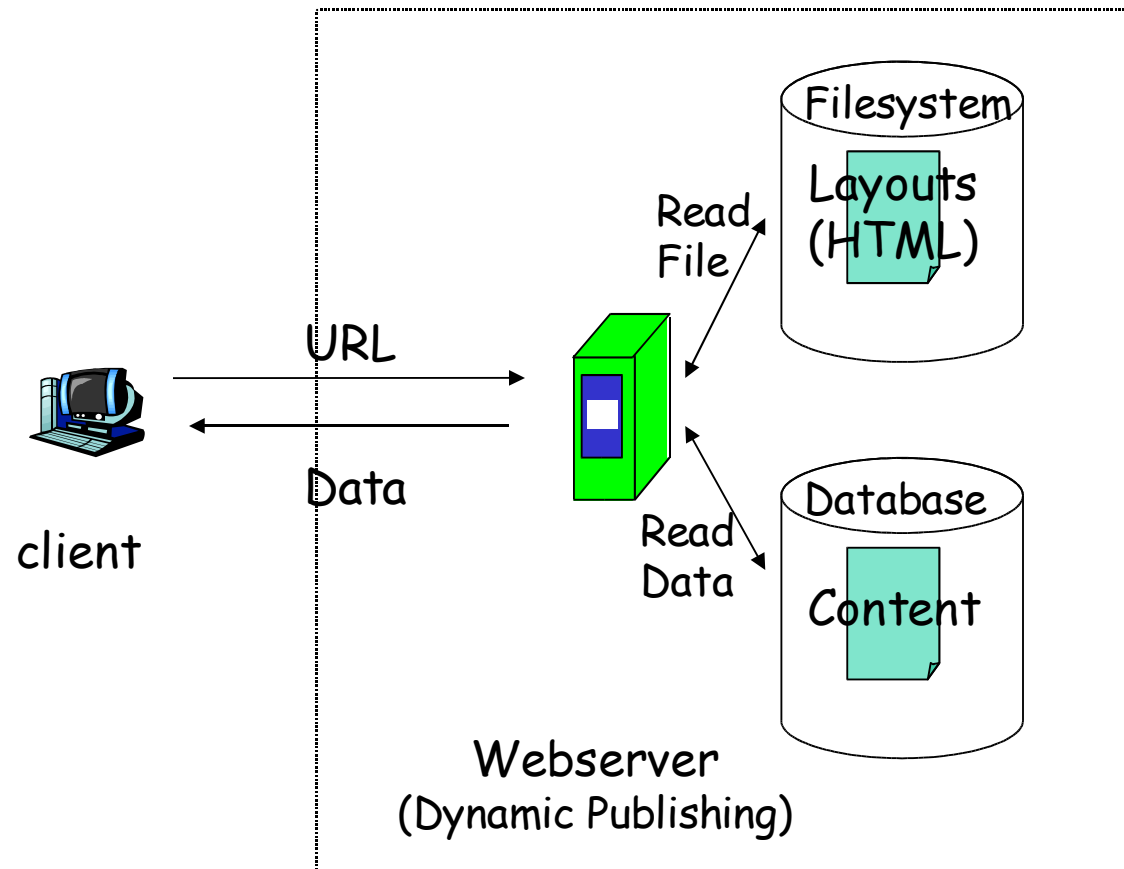 Filesystem
Layouts
(HTML)
Read
File
URL
Data
client
Database
Content
Read
Data
Webserver
(Dynamic Publishing)